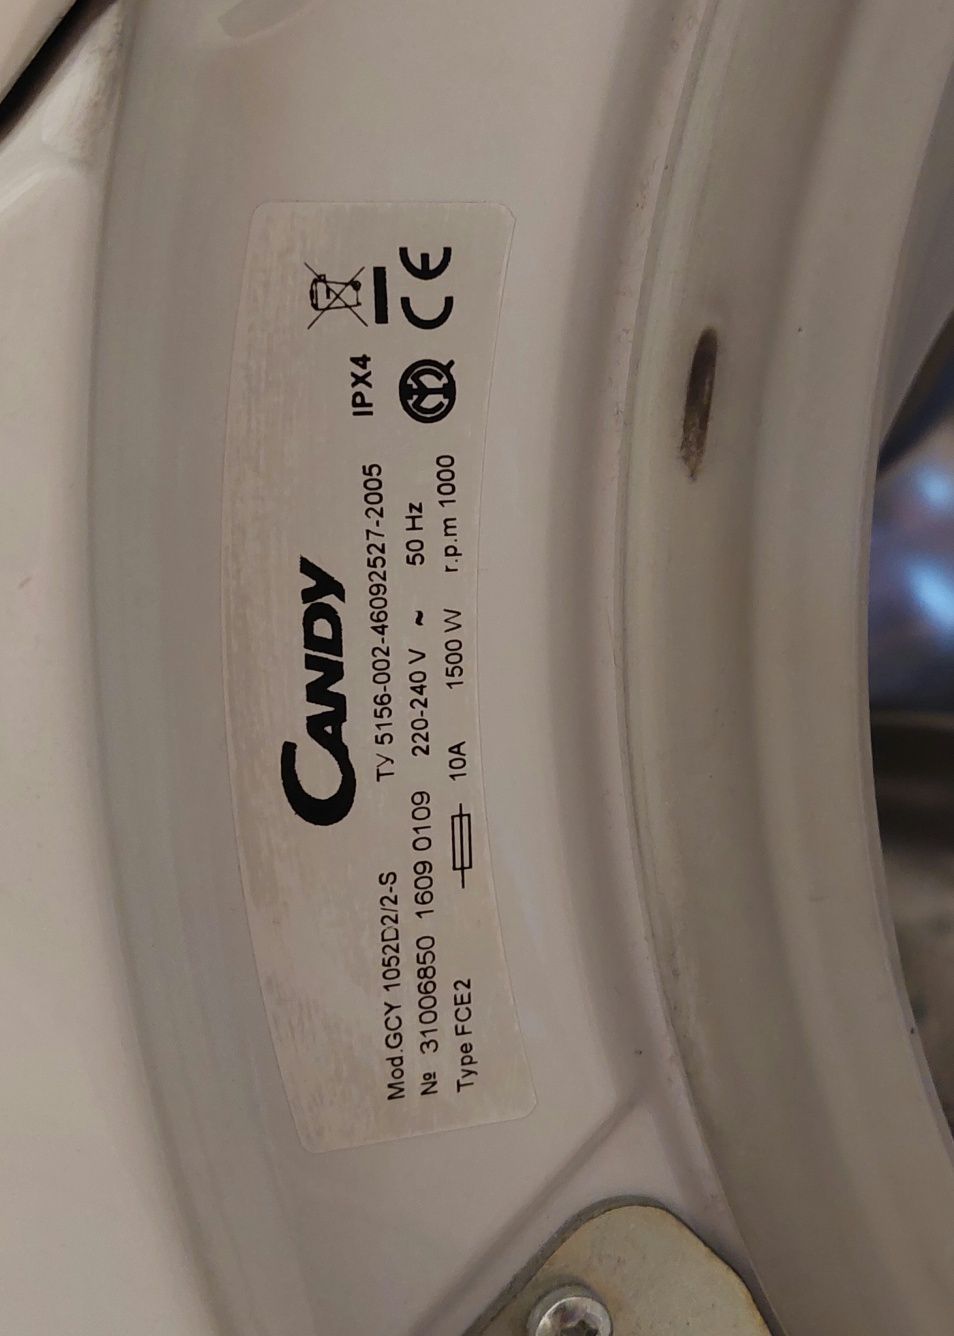 CANDY
Mod.GCY 1052D2/2-S ТУ 5156-002-46092527-2005 IPX4
№ 31006850 1609 0109 220-240 V ~ 50 Hz
Type FCE2 10A 1500 W r.p.m 1000 CE